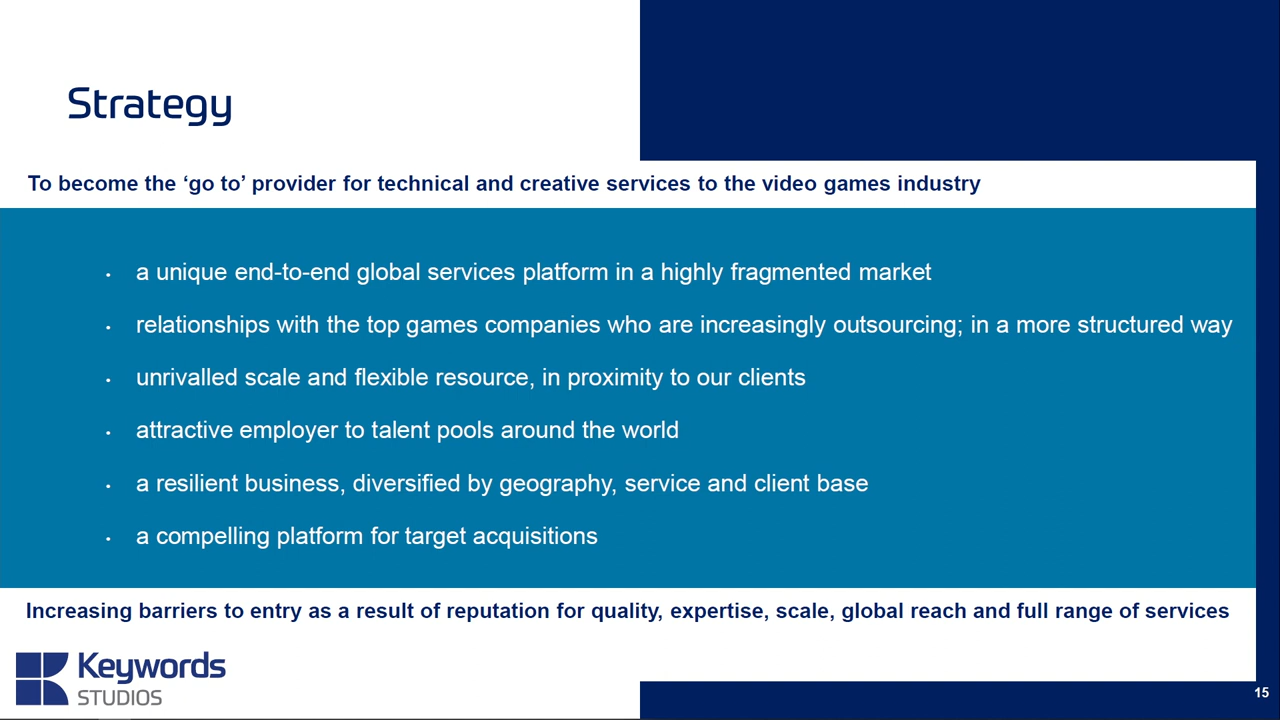 Strategy
To become the ‘go to’ provider for technical and creative services to the video games industry
• a unique end-to-end global services platform in a highly fragmented market
• relationships with the top games companies who are increasingly outsourcing; in a more structured way
• unrivalled scale and flexible resource, in proximity to our clients
• attractive employer to talent pools around the world
• a resilient business, diversified by geography, service and client base
• a compelling platform for target acquisitions
Increasing barriers to entry as a result of reputation for quality, expertise, scale, global reach and full range of services
Keywords
STUDIOS
15